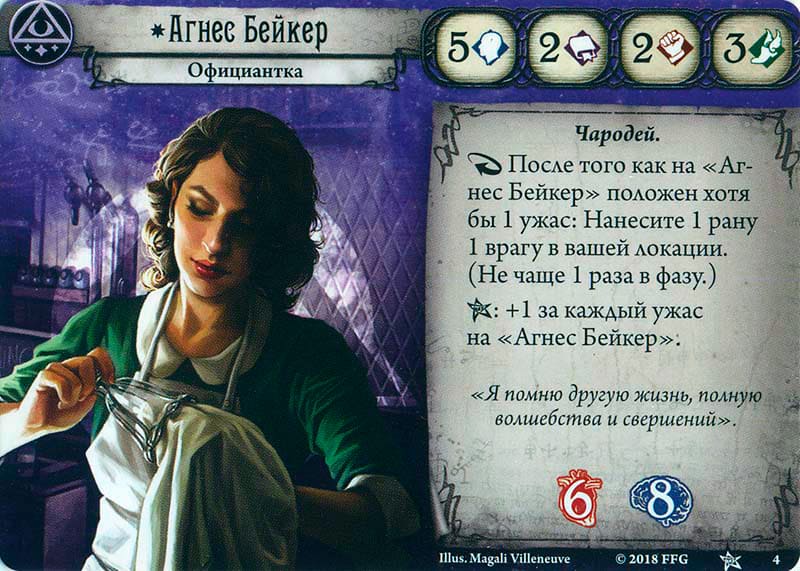 Агнес Бейкер
Официантка
5 2 2 3
Чародей.
После того как на «Аг-
нес Бейкер» положен хотя
бы 1 ужас: Нанесите 1 рану
1 врагу в вашей локации.
(Не чаще 1 раза в фазу.)
: +1 за каждый ужас
на «Агнес Бейкер».
«Я помню другую жизнь, полную
волшебства и свершений».
6 8
Illus. Magali Villeneuve © 2018 FFG 4